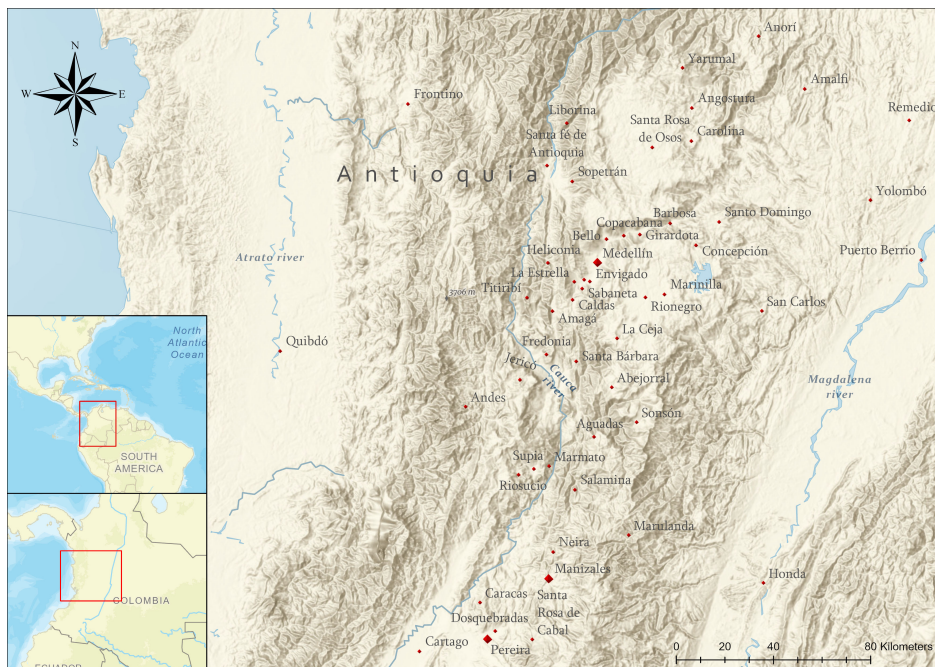 Anorí
N
Yarumal
Amalfi
W
E
Frontino
Angostura
Liborina
Remedio
Santa Rosa
de Osos
Carolina
S
Santa fé de
Antioquia
Antioquia
Sopetrán
Yolombó
Barbosa
Santo Domingo
Copacabana
Bello
Girardota
Heliconia
Medellín
Concepción
Puerto Berrío
Atrato river
La Estrella
Envigado
Titiribí
3706 m
Sabaneta
Marinilla
Caldas
Rionegro
San Carlos
Amagá
La Ceja
North
Atlantic
Ocean
Quibdó
Fredonia
Jericó
Santa Bárbara
Cauca
river
Abejorral
Magdalena
river
Andes
Sonsón
Aguadas
SOUTH
AMERICA
Supia
Marmato
Riosucio
Salamina
Marulanda
Neira
Manizales
Honda
COLOMBIA
Caracas
Santa
Rosa de
Cabal
Dosquebradas
Cartago
Pereira
0
20
40
80 Kilometers
ECUADOR